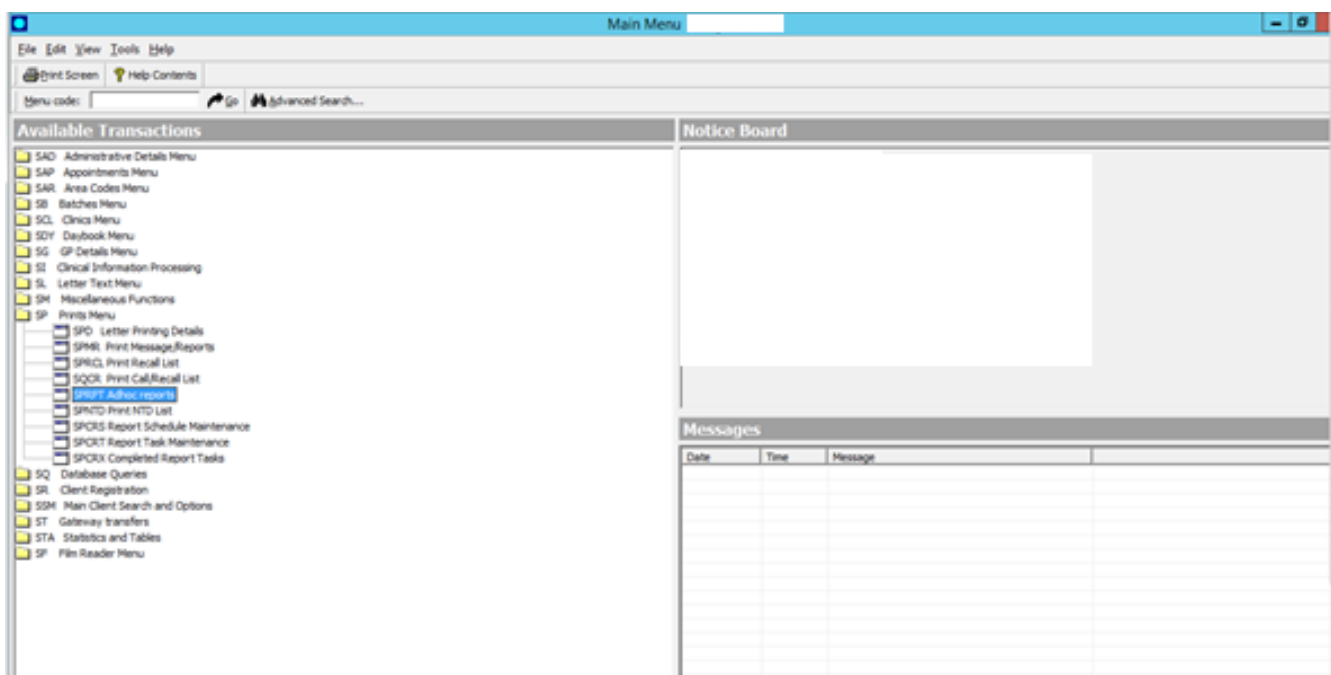 Main Menu
File Edit View Tools Help
Print Screen Help Contents
Menu code: Go Advanced Search...
Available Transactions
SAD Administrative Details Menu
SAP Appointments Menu
SAR Area Codes Menu
SB Batches Menu
SCL Clinics Menu
SDY Daybook Menu
SG GP Details Menu
SI Clinical Information Processing
SL Letter Text Menu
SM Miscellaneous Functions
SP Prints Menu
SPD Letter Printing Details
SPMR Print Message/Reports
SPRCL Print Recall List
SQCR Print Call/Recall List
SPRPT Adhoc reports
SPNTD Print NTD List
SPCRS Report Schedule Maintenance
SPCRT Report Task Maintenance
SPCRX Completed Report Tasks
SQ Database Queries
SR Client Registration
SSM Main Client Search and Options
ST Gateway transfers
STA Statistics and Tables
SF Film Reader Menu
Notice Board
Messages
Date Time Message